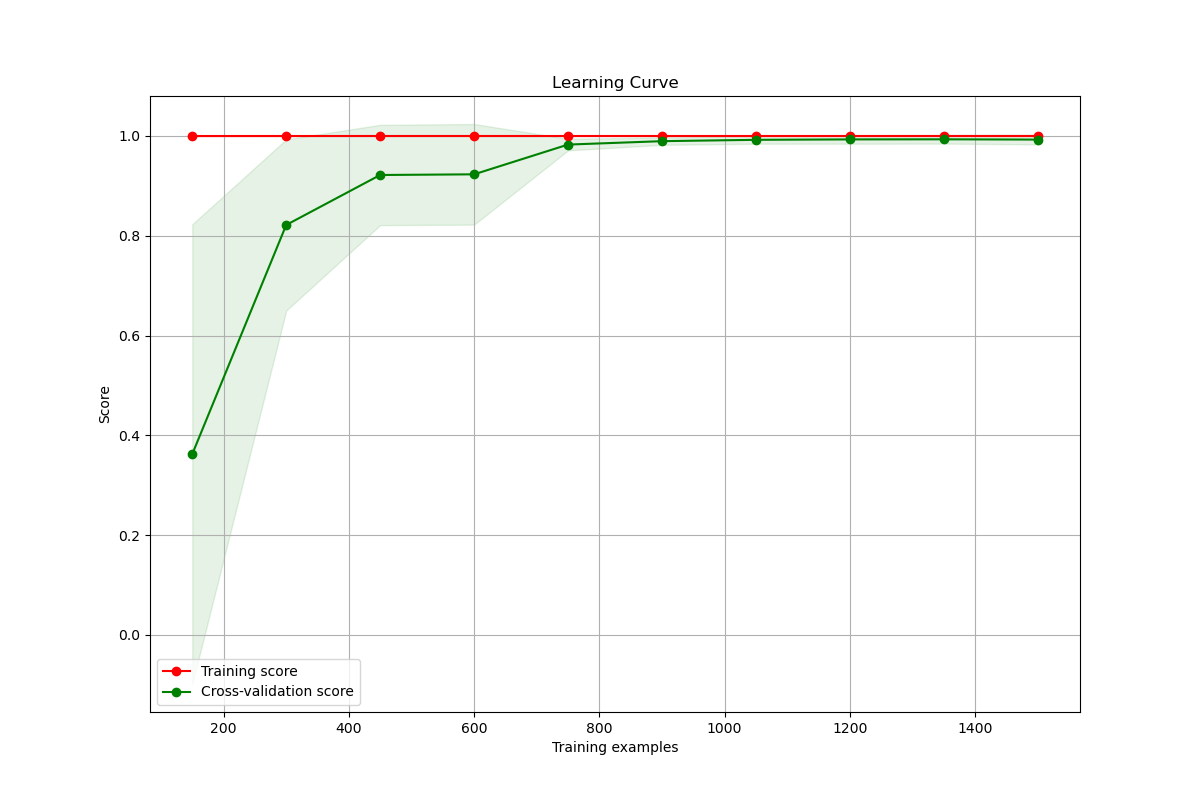 Learning Curve
1.0
0.8
0.6
0.4
0.2
0.0
Score
Training score
Cross-validation score
200 400 600 800 1000 1200 1400
Training examples